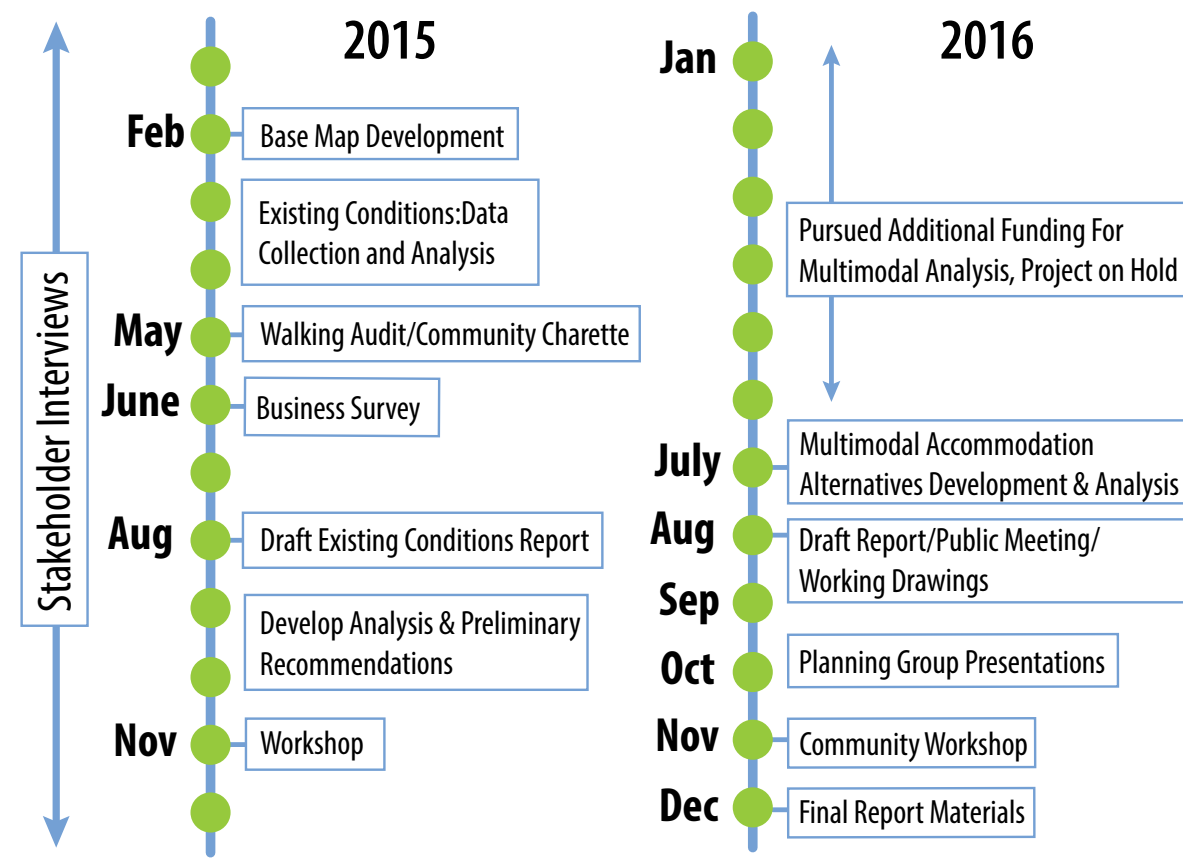 Stakeholder Interviews
2015
Feb
Base Map Development
Existing Conditions:Data
Collection and Analysis
May
Walking Audit/Community Charette
June
Business Survey
Aug
Draft Existing Conditions Report
Develop Analysis & Preliminary
Recommendations
Nov
Workshop
2016
Jan
Pursued Additional Funding For
Multimodal Analysis, Project on Hold
July
Multimodal Accommodation
Alternatives Development & Analysis
Aug
Draft Report/Public Meeting/
Working Drawings
Sep
Oct
Planning Group Presentations
Nov
Community Workshop
Dec
Final Report Materials